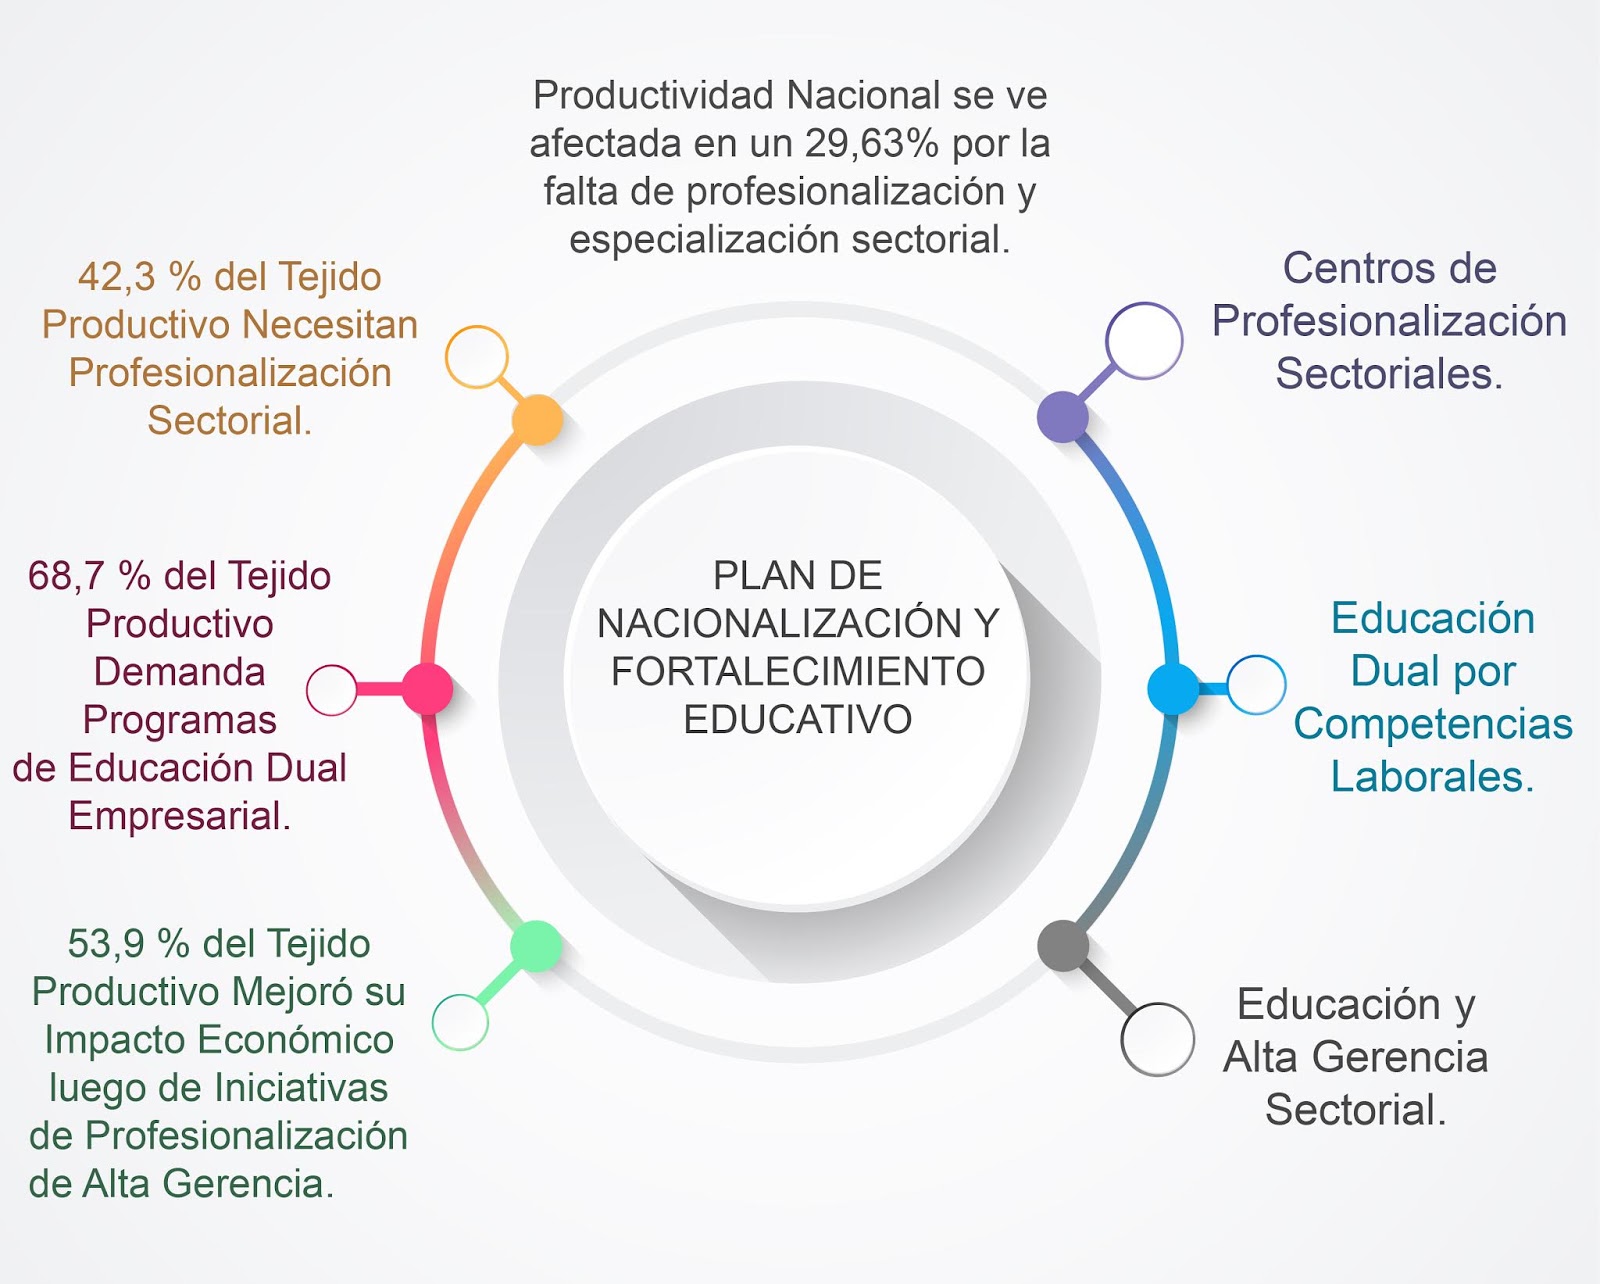 Productividad Nacional se ve
afectada en un 29,63% por la
falta de profesionalización y
especialización sectorial.
42,3 % del Tejido
Productivo Necesitan
Profesionalización
Sectorial.
68,7 % del Tejido
Productivo
Demanda
Programas
de Educación Dual
Empresarial.
53,9 % del Tejido
Productivo Mejoró su
Impacto Económico
luego de Iniciativas
de Profesionalización
de Alta Gerencia.
PLAN DE
NACIONALIZACIÓN Y
FORTALECIMIENTO
EDUCATIVO
Centros de
Profesionalización
Sectoriales.
Educación
Dual por
Competencias
Laborales.
Educación y
Alta Gerencia
Sectorial.